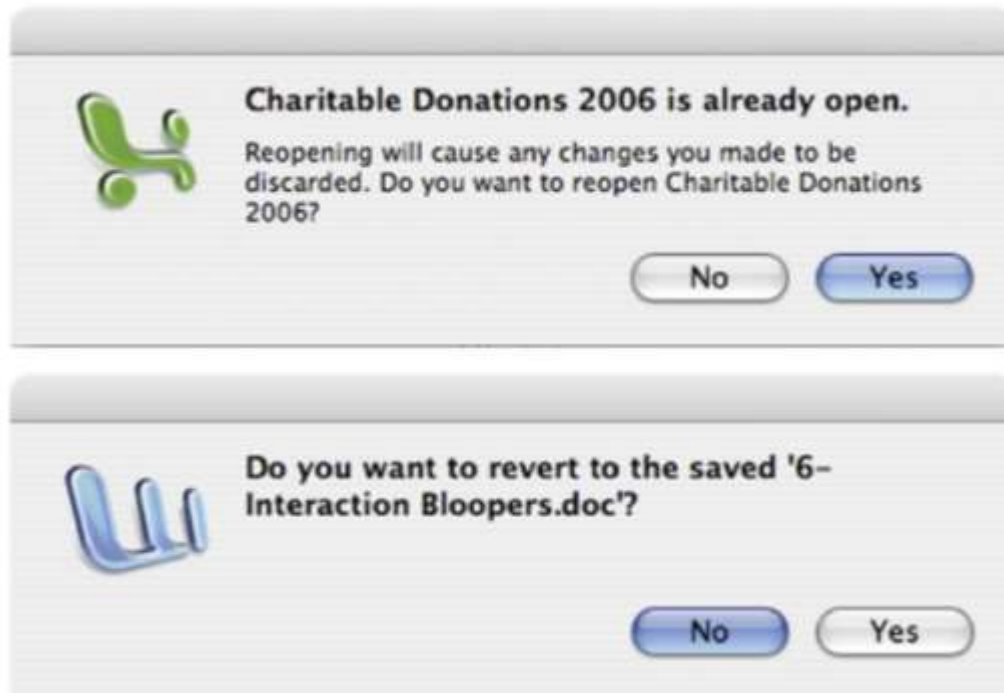 Charitable Donations 2006 is already open.
Reopening will cause any changes you made to be
discarded. Do you want to reopen Charitable Donations
2006?
No Yes
Do you want to revert to the saved '6-
Interaction Bloopers.doc'?
No Yes